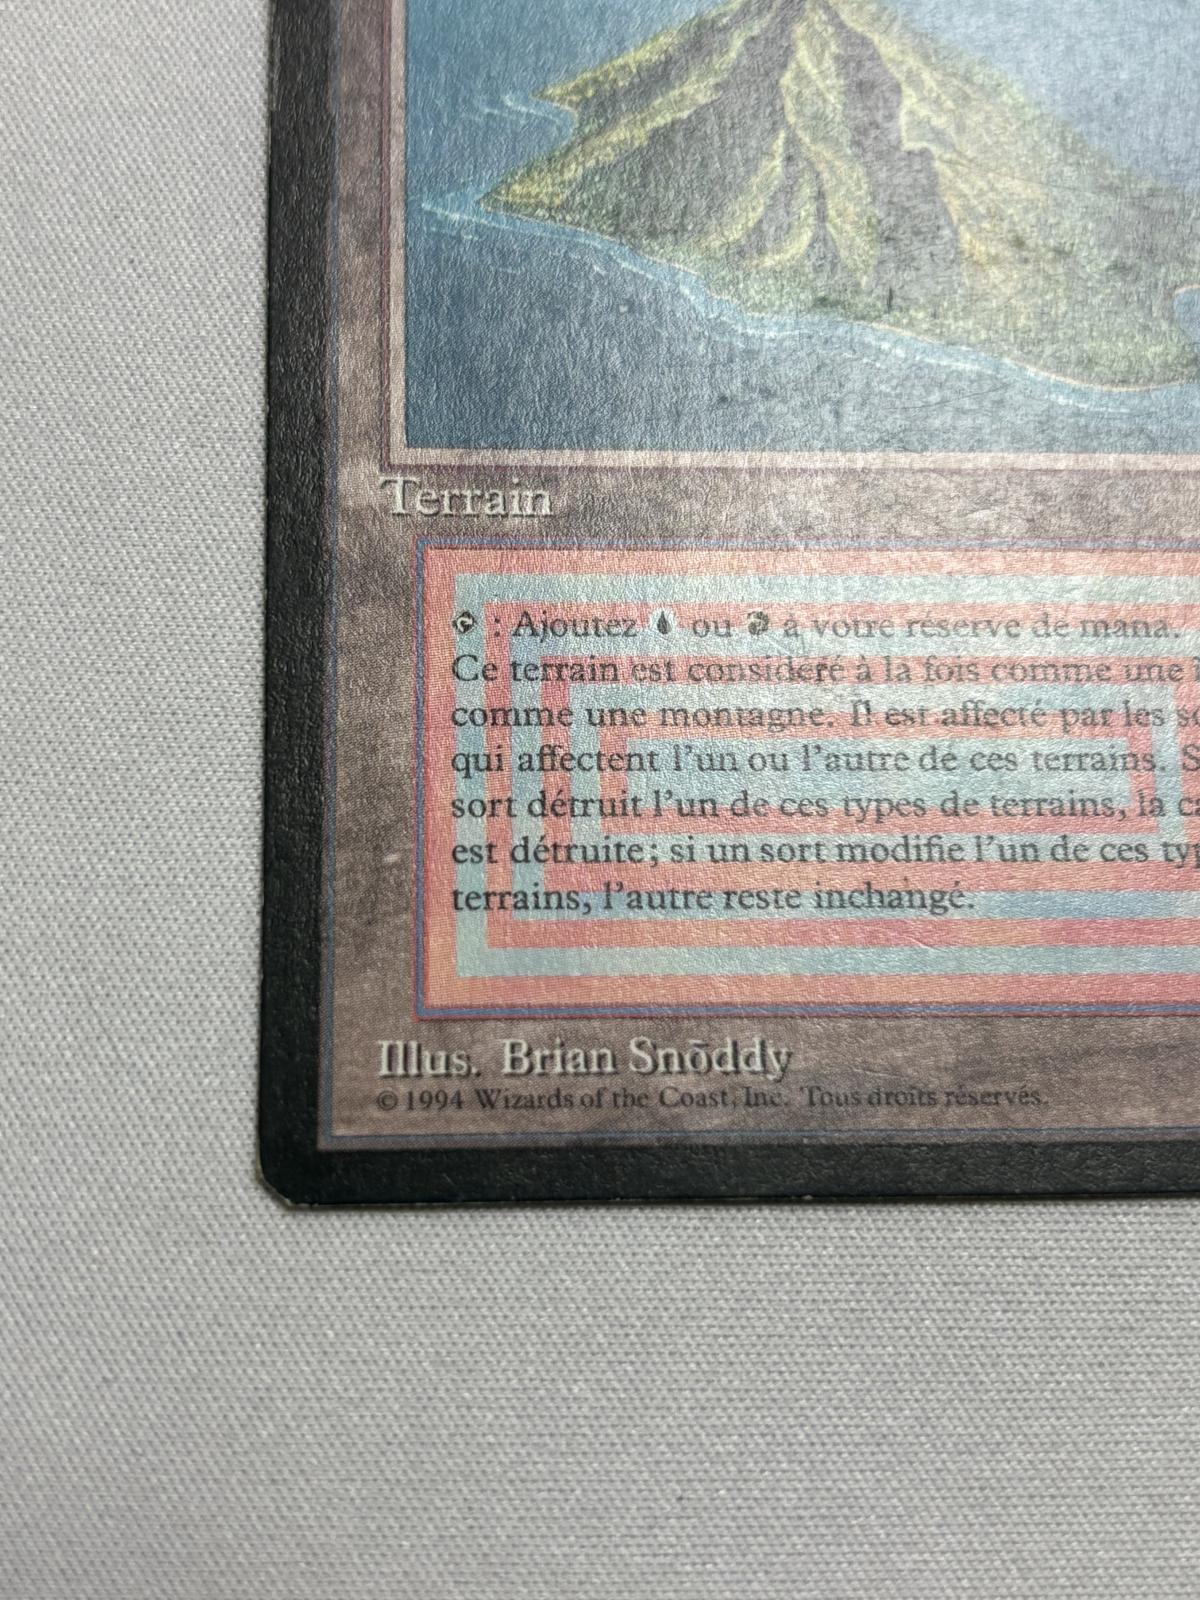 Terrain
: Ajoutez ou à votre réserve de mana.
Ce terrain est considéré à la fois comme une
comme une montagne. Il est affecté par les
qui affectent l'un ou l'autre de ces terrains. S
sort détruit l'un de ces types de terrains, la c
est détruite; si un sort modifie l'un de ces typ
terrains, l'autre reste inchangé.
Illus. Brian Snōddy
© 1994 Wizards of the Coast, Inc. Tous droits réservés.